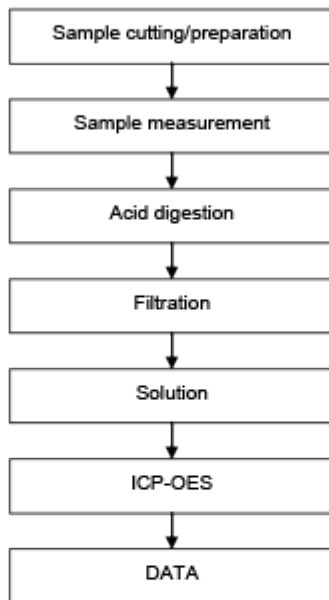 Sample cutting/preparation
Sample measurement
Acid digestion
Filtration
Solution
ICP-OES
DATA